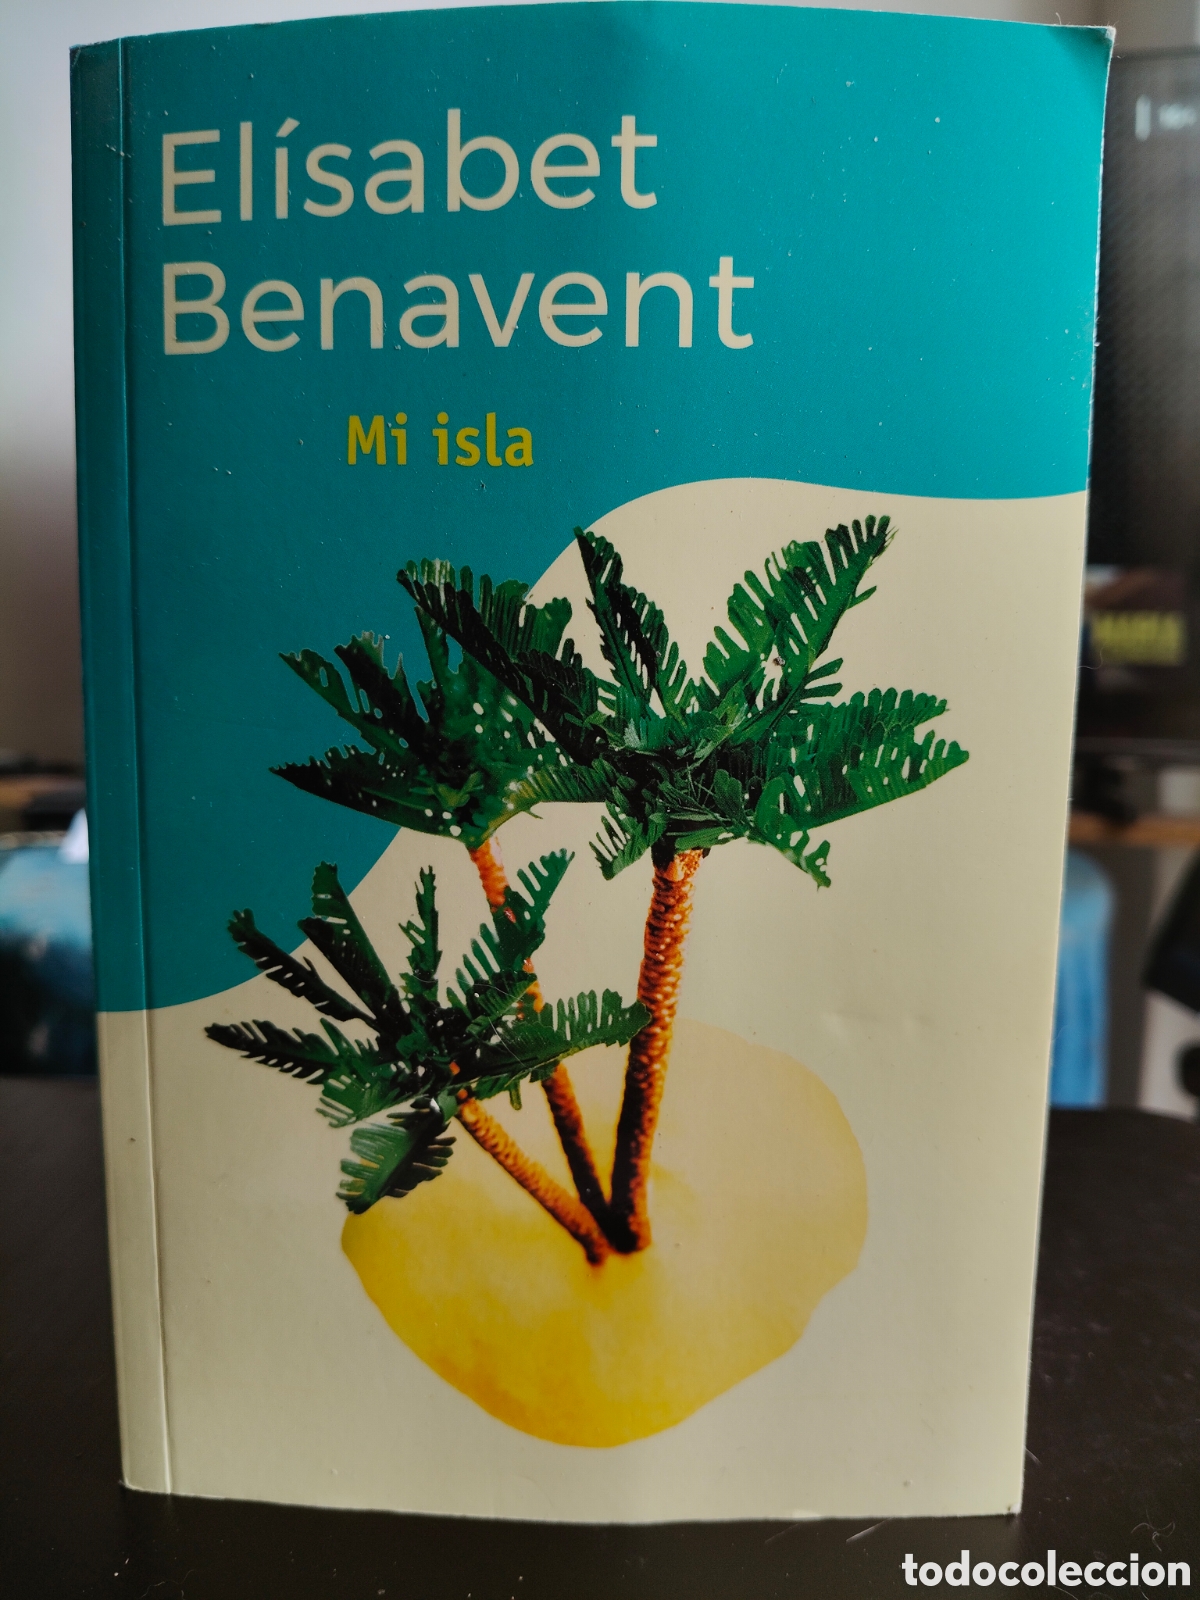 Elísabet
Benavent
Mi isla
todocoleccion